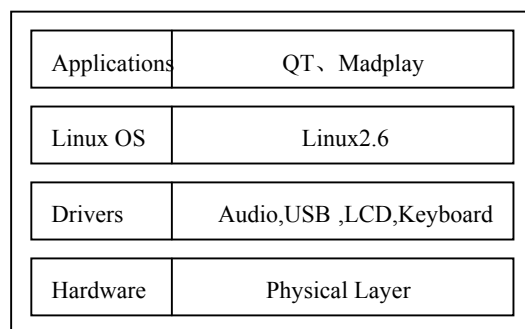 Applications QT、Madplay
Linux OS Linux2.6
Drivers Audio,USB ,LCD,Keyboard
Hardware Physical Layer